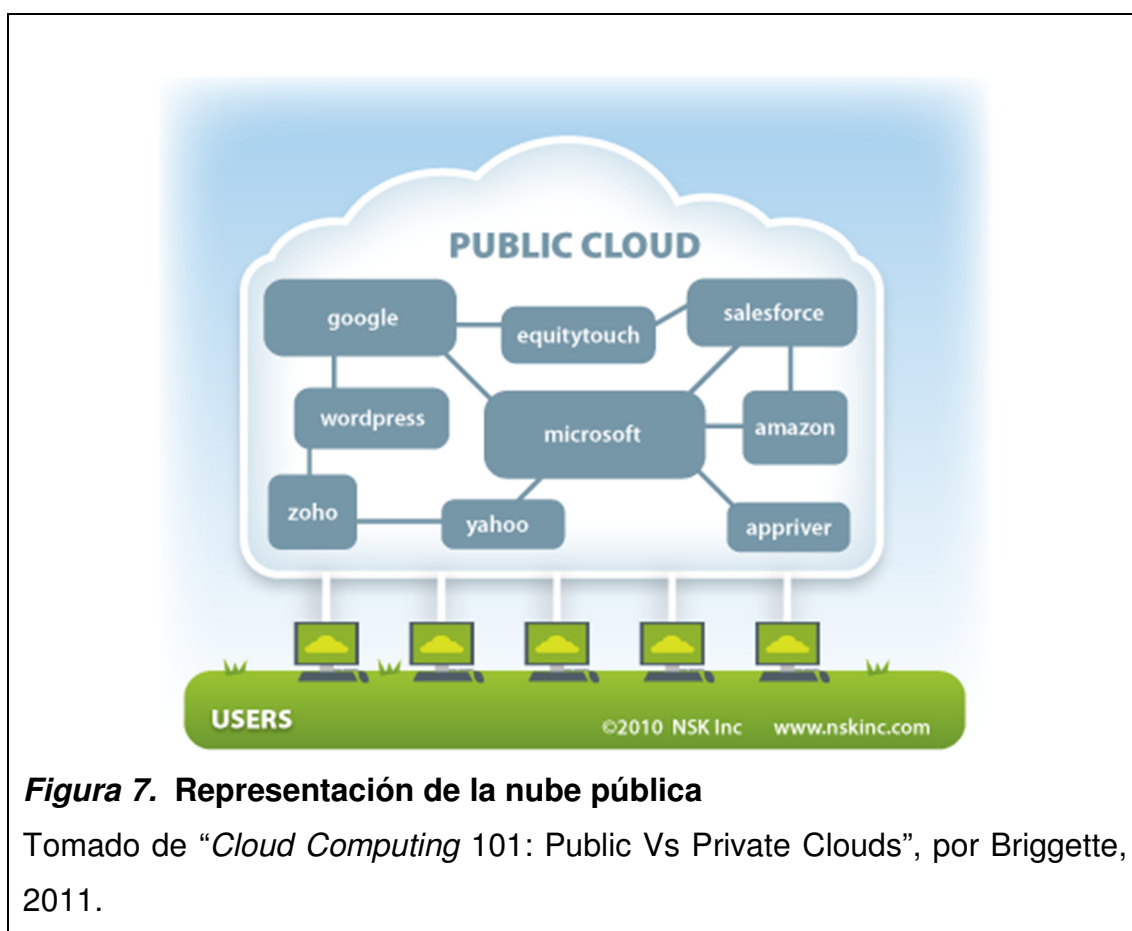 PUBLIC CLOUD
google
equitytouch
salesforce
wordpress
microsoft
amazon
zoho
yahoo
appriver
USERS
©2010 NSK Inc www.nskinc.com
Figura 7. Representación de la nube pública
Tomado de “Cloud Computing 101: Public Vs Private Clouds”, por Briggette,
2011.